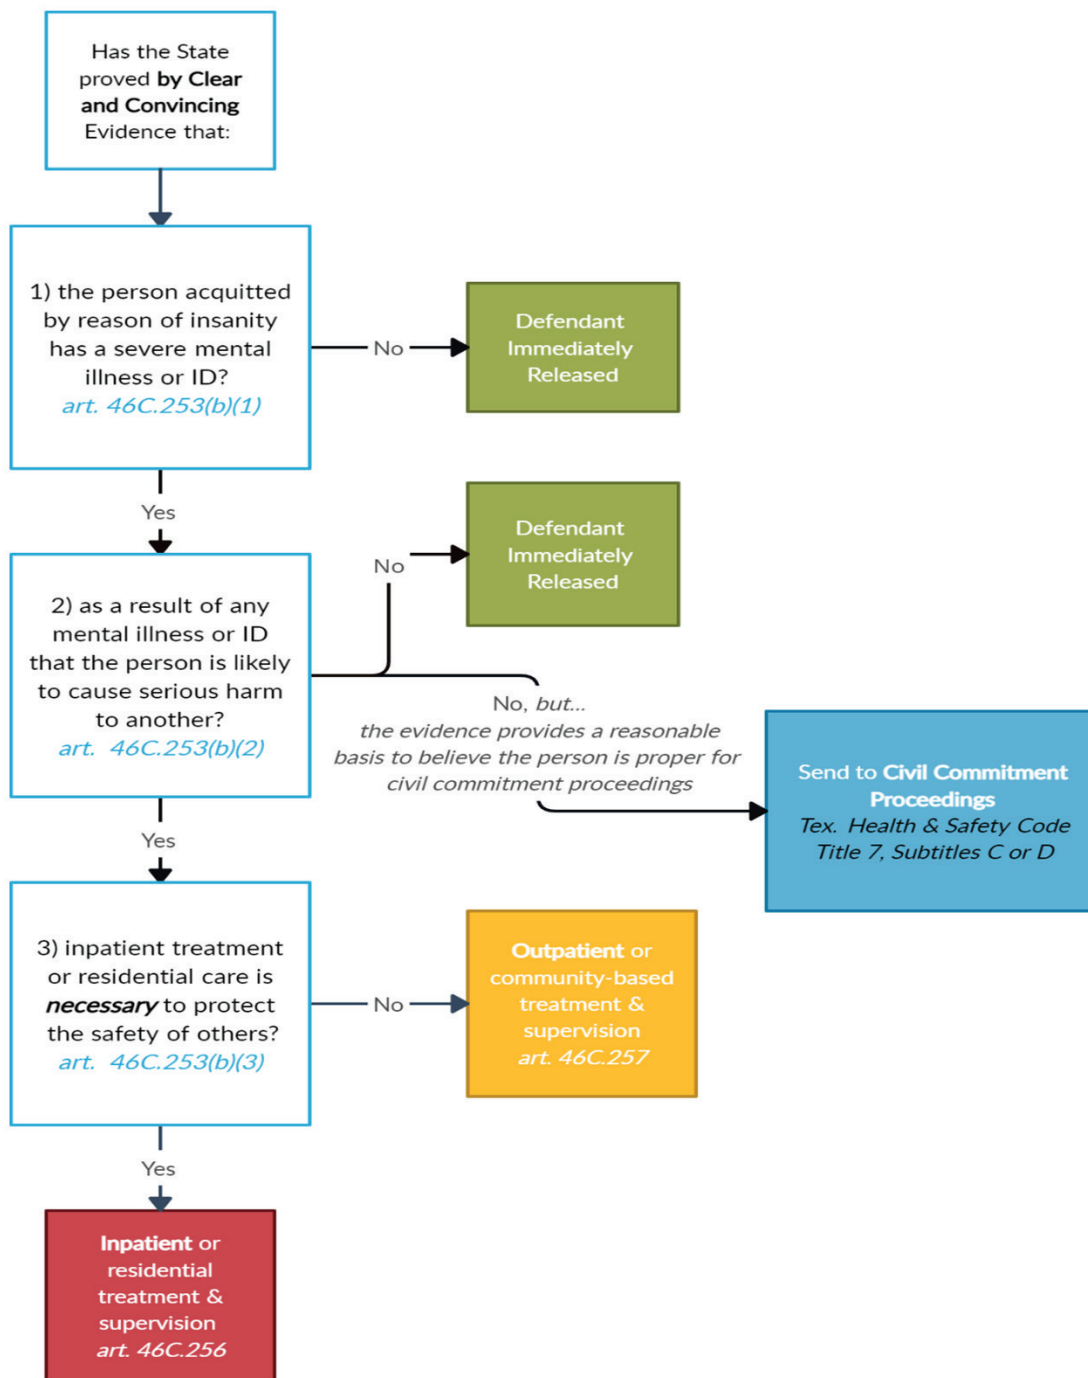 Has the State
proved by Clear
and Convincing
Evidence that:
1) the person acquitted
by reason of insanity
has a severe mental
illness or ID?
art. 46C.253(b)(1)
No
Defendant
Immediately
Released
Yes
2) as a result of any
mental illness or ID
that the person is likely
to cause serious harm
to another?
art. 46C.253(b)(2)
No
Defendant
Immediately
Released
No, but...
the evidence provides a reasonable
basis to believe the person is proper for
civil commitment proceedings
Send to Civil Commitment
Proceedings
Tex. Health & Safety Code
Title 7, Subtitles C or D
Yes
3) inpatient treatment
or residential care is
necessary to protect
the safety of others?
art. 46C.253(b)(3)
No
Outpatient or
community-based
treatment &
supervision
art. 46C.257
Yes
Inpatient or
residential
treatment &
supervision
art. 46C.256